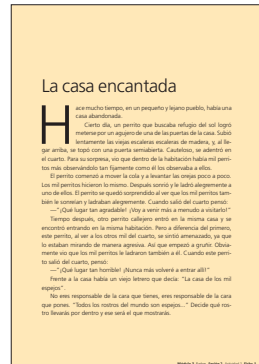 La casa encantada
Hace mucho tiempo, en un pequeño y lejano pueblo, había una
casa abandonada.
Cierto día, un perrito que buscaba refugio del sol logró
meterse por un agujero de una de las puertas de la casa. Subió
lentamente las viejas escaleras escaleras de madera, y, al lle-
gar arriba, se topó con una puerta semiabierta. Cauteloso, se adentró en
el cuarto. Para su sorpresa, vio que dentro de la habitación había mil perri-
tos más observándolo tan fijamente como él los observaba a ellos.
El perrito comenzó a mover la cola y a levantar las orejas poco a poco.
Los mil perritos hicieron lo mismo. Después sonrió y le ladró alegremente a
uno de ellos. El perrito se quedó sorprendido al ver que los mil perritos tam-
bién le sonreían y ladraban alegremente. Cuando salió del cuarto pensó:
—"¡Qué lugar tan agradable! ¡Voy a venir más a menudo a visitarlo!"
Tiempo después, otro perrito callejero entró en la misma casa y se
encontró entrando en la misma habitación. Pero a diferencia del primero,
este perrito, al ver a los otros mil del cuarto, se sintió amenazado, ya que
lo estaban mirando de manera agresiva. Así que empezó a gruñir. Obvia-
mente vio que los mil perritos le ladraron también a él. Cuando este perri-
to salió del cuarto, pensó:
—"¡Qué lugar tan horrible! ¡Nunca más volveré a entrar allí!"
Frente a la casa había un viejo letrero que decía: "La casa de los mil
espejos".
No eres responsable de la cara que tienes, eres responsable de la cara
que pones. "Todos los rostros del mundo son espejos..." Decide qué ros-
tro llevarás por dentro y ese será el que mostrarás.